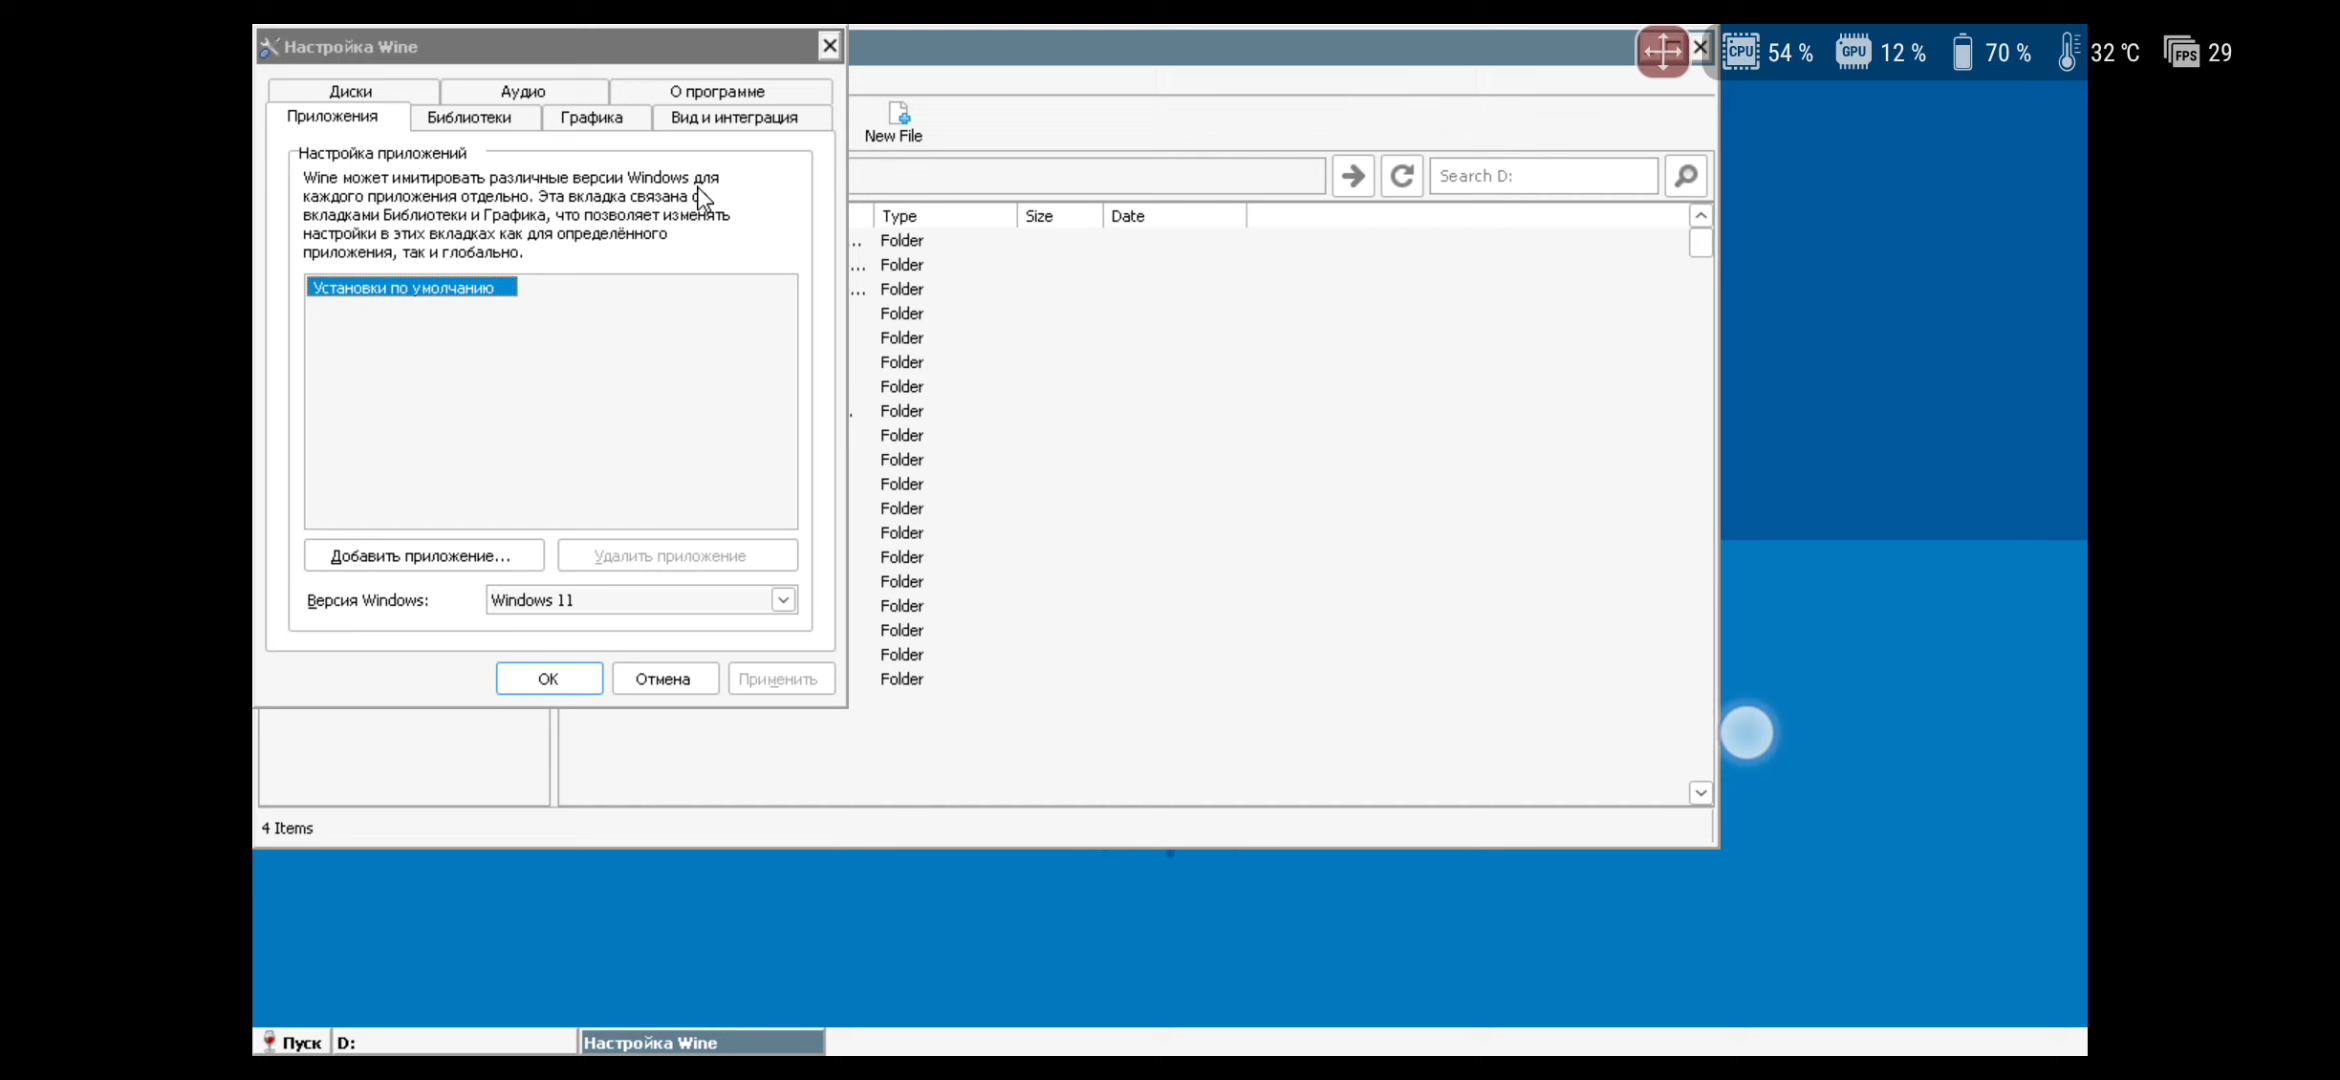 Настройка Wine
CPU 54 % GPU 12 % 70 % 32 °C FPS 29
Диски Аудио О программе
Приложения Библиотеки Графика Вид и интеграция
New File
Настройка приложений
Wine может имитировать различные версии Windows для
каждого приложения отдельно. Эта вкладка связана с
вкладками Библиотеки и Графика, что позволяет изменять
настройки в этих вкладках как для определённого
приложения, так и глобально.
Установки по умолчанию
Добавить приложение... Удалить приложение
Версия Windows: Windows 11
ОК Отмена Применить
Search D:
Type Size Date
... Folder
... Folder
... Folder
Folder
Folder
Folder
Folder
. Folder
Folder
Folder
Folder
Folder
Folder
Folder
Folder
Folder
Folder
Folder
Folder
4 Items
Пуск D: Настройка Wine